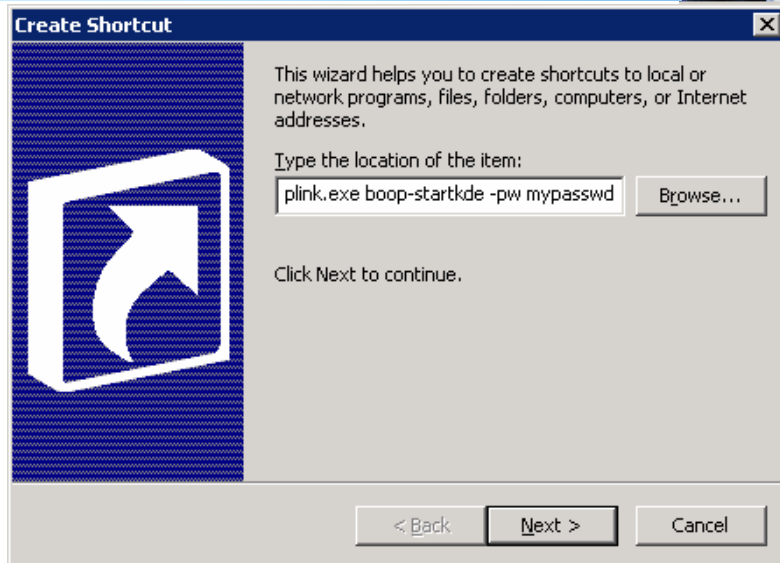 Create Shortcut
This wizard helps you to create shortcuts to local or
network programs, files, folders, computers, or Internet
addresses.
Type the location of the item:
plink.exe boop-startkde -pw mypasswd
Browse...
Click Next to continue.
< Back
Next >
Cancel